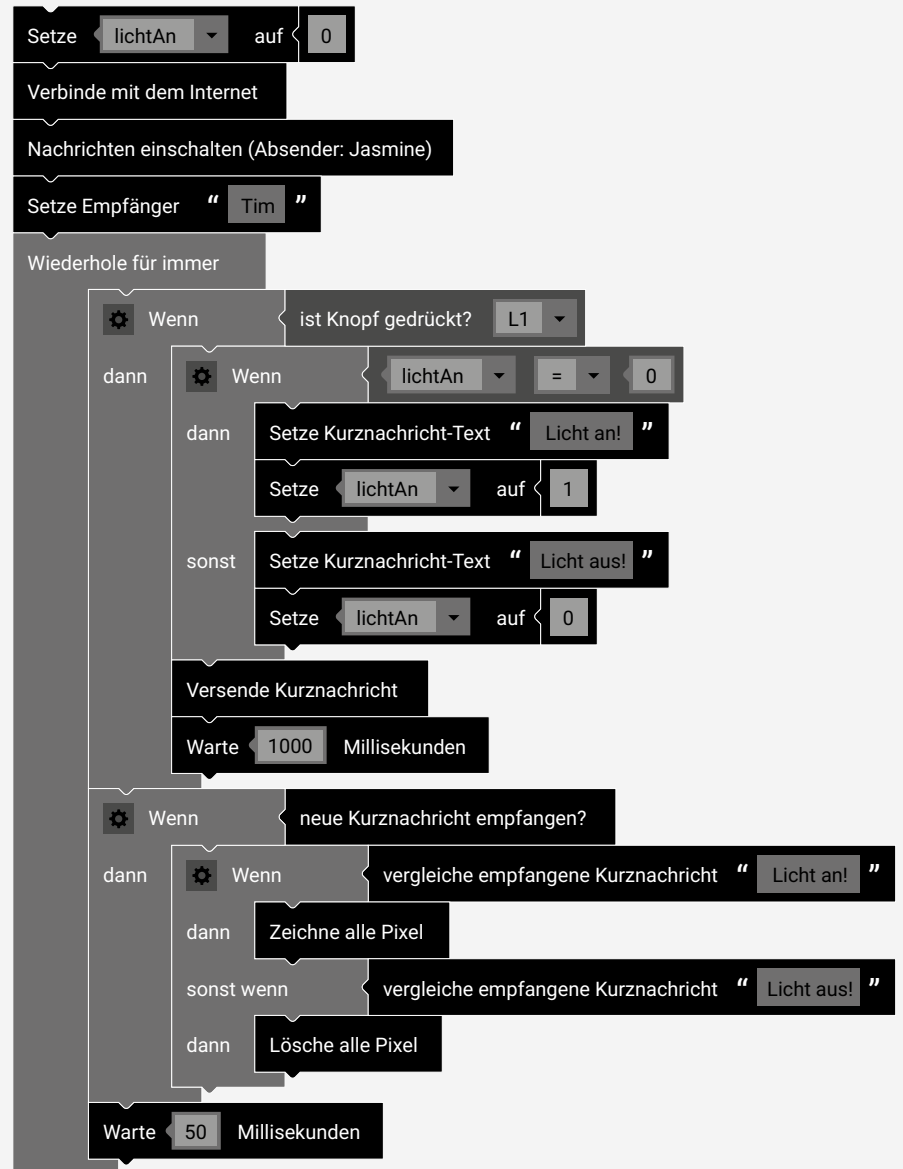 Setze lichtAn auf 0
Verbinde mit dem Internet
Nachrichten einschalten (Absender: Jasmine)
Setze Empfänger “ Tim ”
Wiederhole für immer
Wenn ist Knopf gedrückt? L1
dann Wenn lichtAn = 0
dann Setze Kurznachricht-Text “ Licht an! ”
Setze lichtAn auf 1
sonst Setze Kurznachricht-Text “ Licht aus! ”
Setze lichtAn auf 0
Versende Kurznachricht
Warte 1000 Millisekunden
Wenn neue Kurznachricht empfangen?
dann Wenn vergleiche empfangene Kurznachricht “ Licht an! ”
dann Zeichne alle Pixel
sonst wenn vergleiche empfangene Kurznachricht “ Licht aus! ”
dann Lösche alle Pixel
Warte 50 Millisekunden